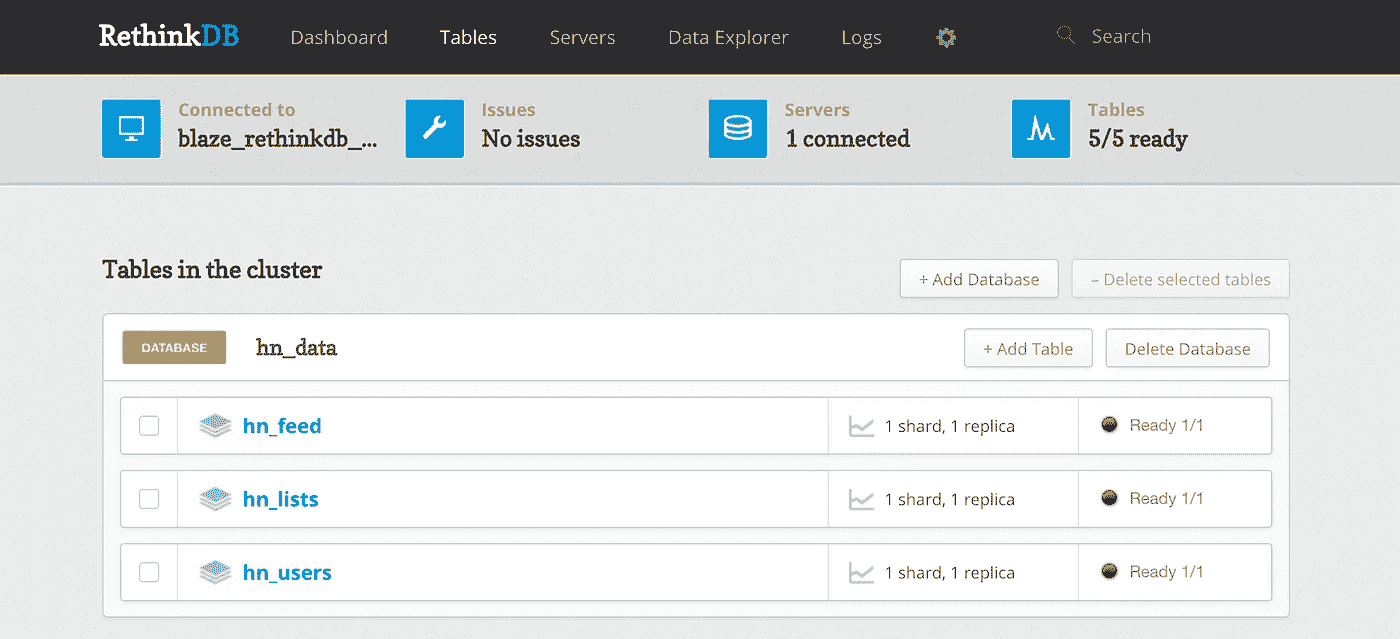 RethinkDB Dashboard Tables Servers Data Explorer Logs Search
Connected to
blaze_rethinkdb_...
Issues
No issues
Servers
1 connected
Tables
5/5 ready
Tables in the cluster
+ Add Database
– Delete selected tables
DATABASE hn_data + Add Table Delete Database
hn_feed 1 shard, 1 replica Ready 1/1
hn_lists 1 shard, 1 replica Ready 1/1
hn_users 1 shard, 1 replica Ready 1/1